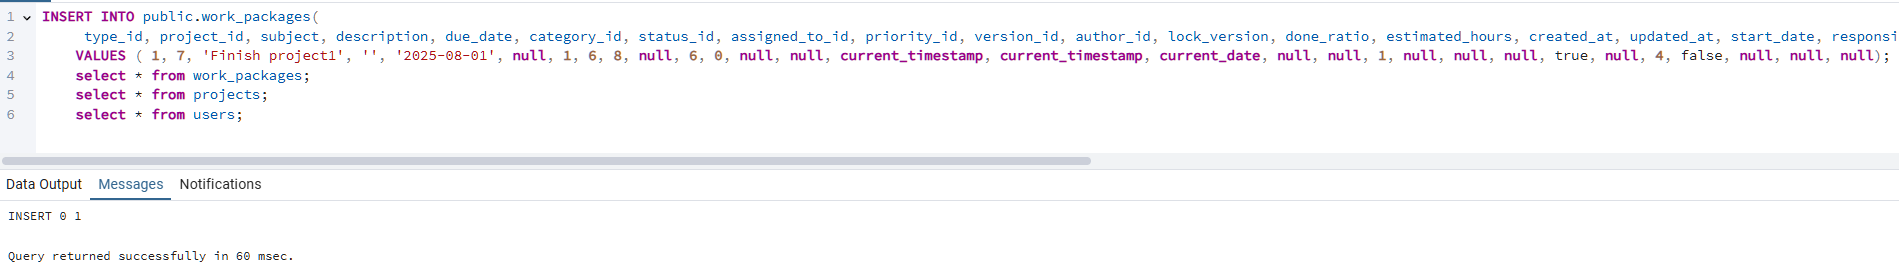 1 INSERT INTO public.work_packages(
2 type_id, project_id, subject, description, due_date, category_id, status_id, assigned_to_id, priority_id, version_id, author_id, lock_version, done_ratio, estimated_hours, created_at, updated_at, start_date, responsi
3 VALUES ( 1, 7, 'Finish project1', '', '2025-08-01', null, 1, 6, 8, null, 6, 0, null, null, current_timestamp, current_timestamp, current_date, null, null, 1, null, null, null, true, null, 4, false, null, null, null);
4 select * from work_packages;
5 select * from projects;
6 select * from users;
Data Output Messages Notifications
INSERT 0 1
Query returned successfully in 60 msec.